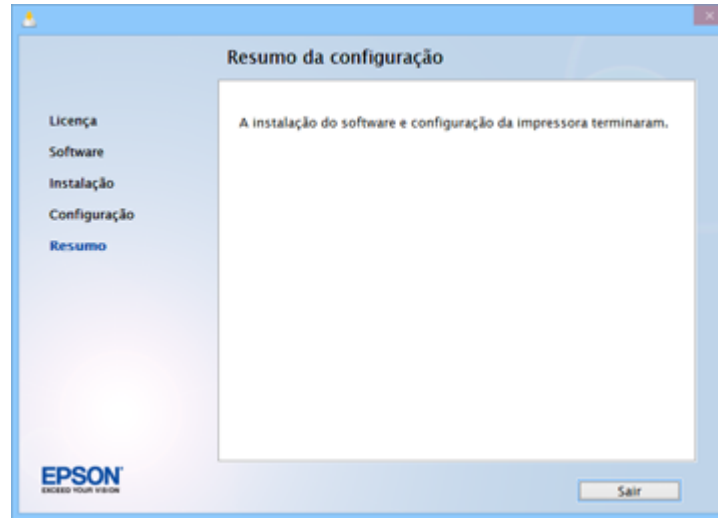 Resumo da configuração
Licença
Software
Instalação
Configuração
Resumo
A instalação do software e configuração da impressora terminaram.
EPSON
EXCEED YOUR VISION
Sair